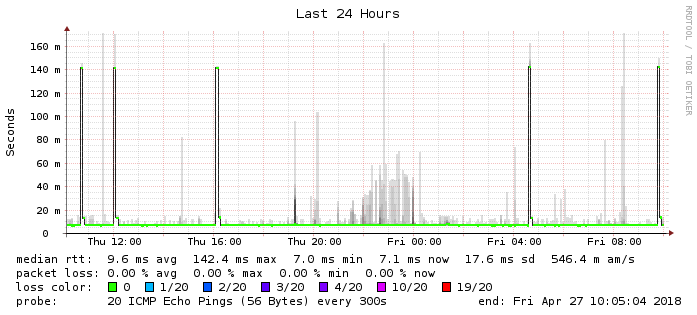 Last 24 Hours
RRDTOOL / TOBI OETIKER
Seconds
160 m
140 m
120 m
100 m
80 m
60 m
40 m
20 m
0
Thu 12:00 Thu 16:00 Thu 20:00 Fri 00:00 Fri 04:00 Fri 08:00
median rtt: 9.6 ms avg 142.4 ms max 7.0 ms min 7.1 ms now 17.6 ms sd 546.4 m am/s
packet loss: 0.00 % avg 0.00 % max 0.00 % min 0.00 % now
loss color: 0 1/20 2/20 3/20 4/20 10/20 19/20
probe: 20 ICMP Echo Pings (56 Bytes) every 300s end: Fri Apr 27 10:05:04 2018